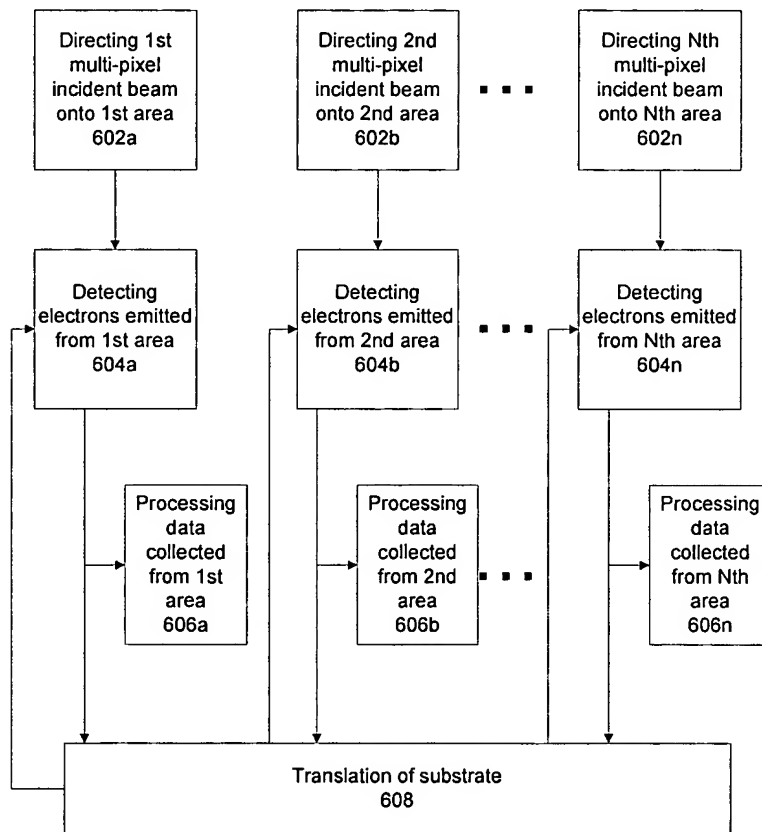 Directing 1st
multi-pixel
incident beam
onto 1st area
602a
Directing 2nd
multi-pixel
incident beam
onto 2nd area
602b
Directing Nth
multi-pixel
incident beam
onto Nth area
602n
Detecting
electrons emitted
from 1st area
604a
Detecting
electrons emitted
from 2nd area
604b
Detecting
electrons emitted
from Nth area
604n
Processing
data
collected
from 1st
area
606a
Processing
data
collected
from 2nd
area
606b
Processing
data
collected
from Nth
area
606n
Translation of substrate
608